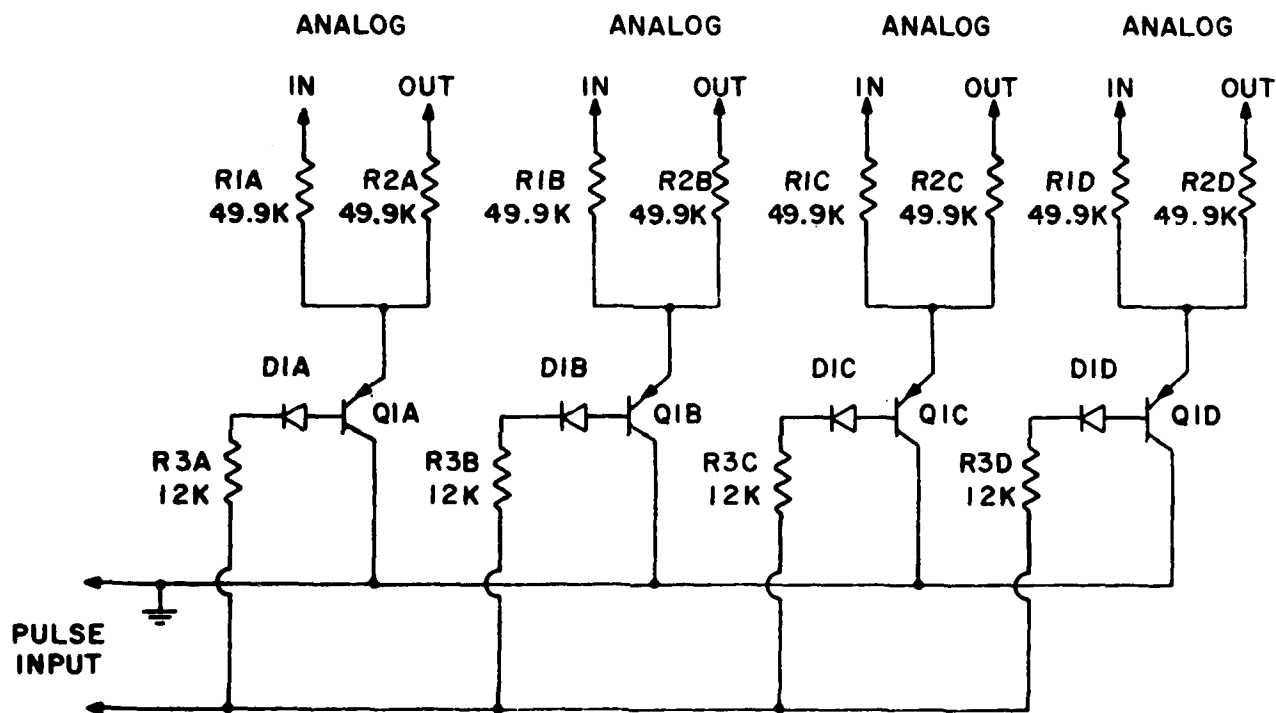 ANALOG ANALOG ANALOG ANALOG
IN OUT IN OUT IN OUT IN OUT
R1A R2A R1B R2B R1C R2C R1D R2D
49.9K 49.9K 49.9K 49.9K 49.9K 49.9K 49.9K 49.9K
D1A D1B D1C D1D
Q1A Q1B Q1C Q1D
R3A R3B R3C R3D
12K 12K 12K 12K
PULSE
INPUT